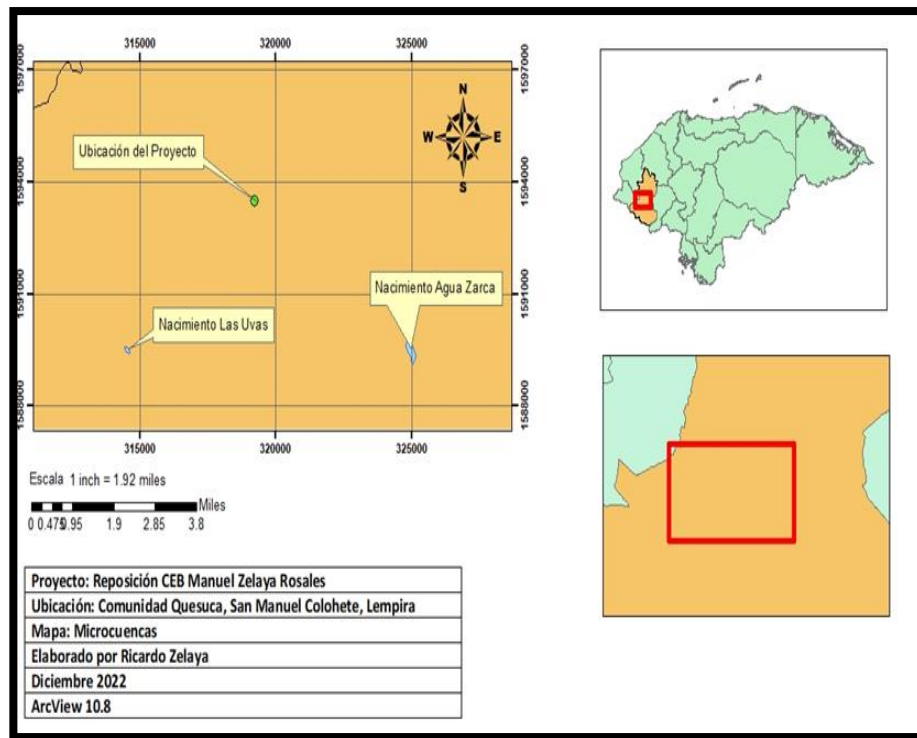 315000 320000 325000
1597000 1597000
N
W E
S
Ubicación del Proyecto
1594000 1594000
Nacimiento Agua Zarca
1591000 1591000
Nacimiento Las Uvas
1588000 1588000
315000 320000 325000
Escala 1 inch = 1.92 miles
Miles
0 0.475 0.95 1.9 2.85 3.8
Proyecto: Reposición CEB Manuel Zelaya Rosales
Ubicación: Comunidad Quesuca, San Manuel Colohete, Lempira
Mapa: Microcuencas
Elaborado por Ricardo Zelaya
Diciembre 2022
ArcView 10.8